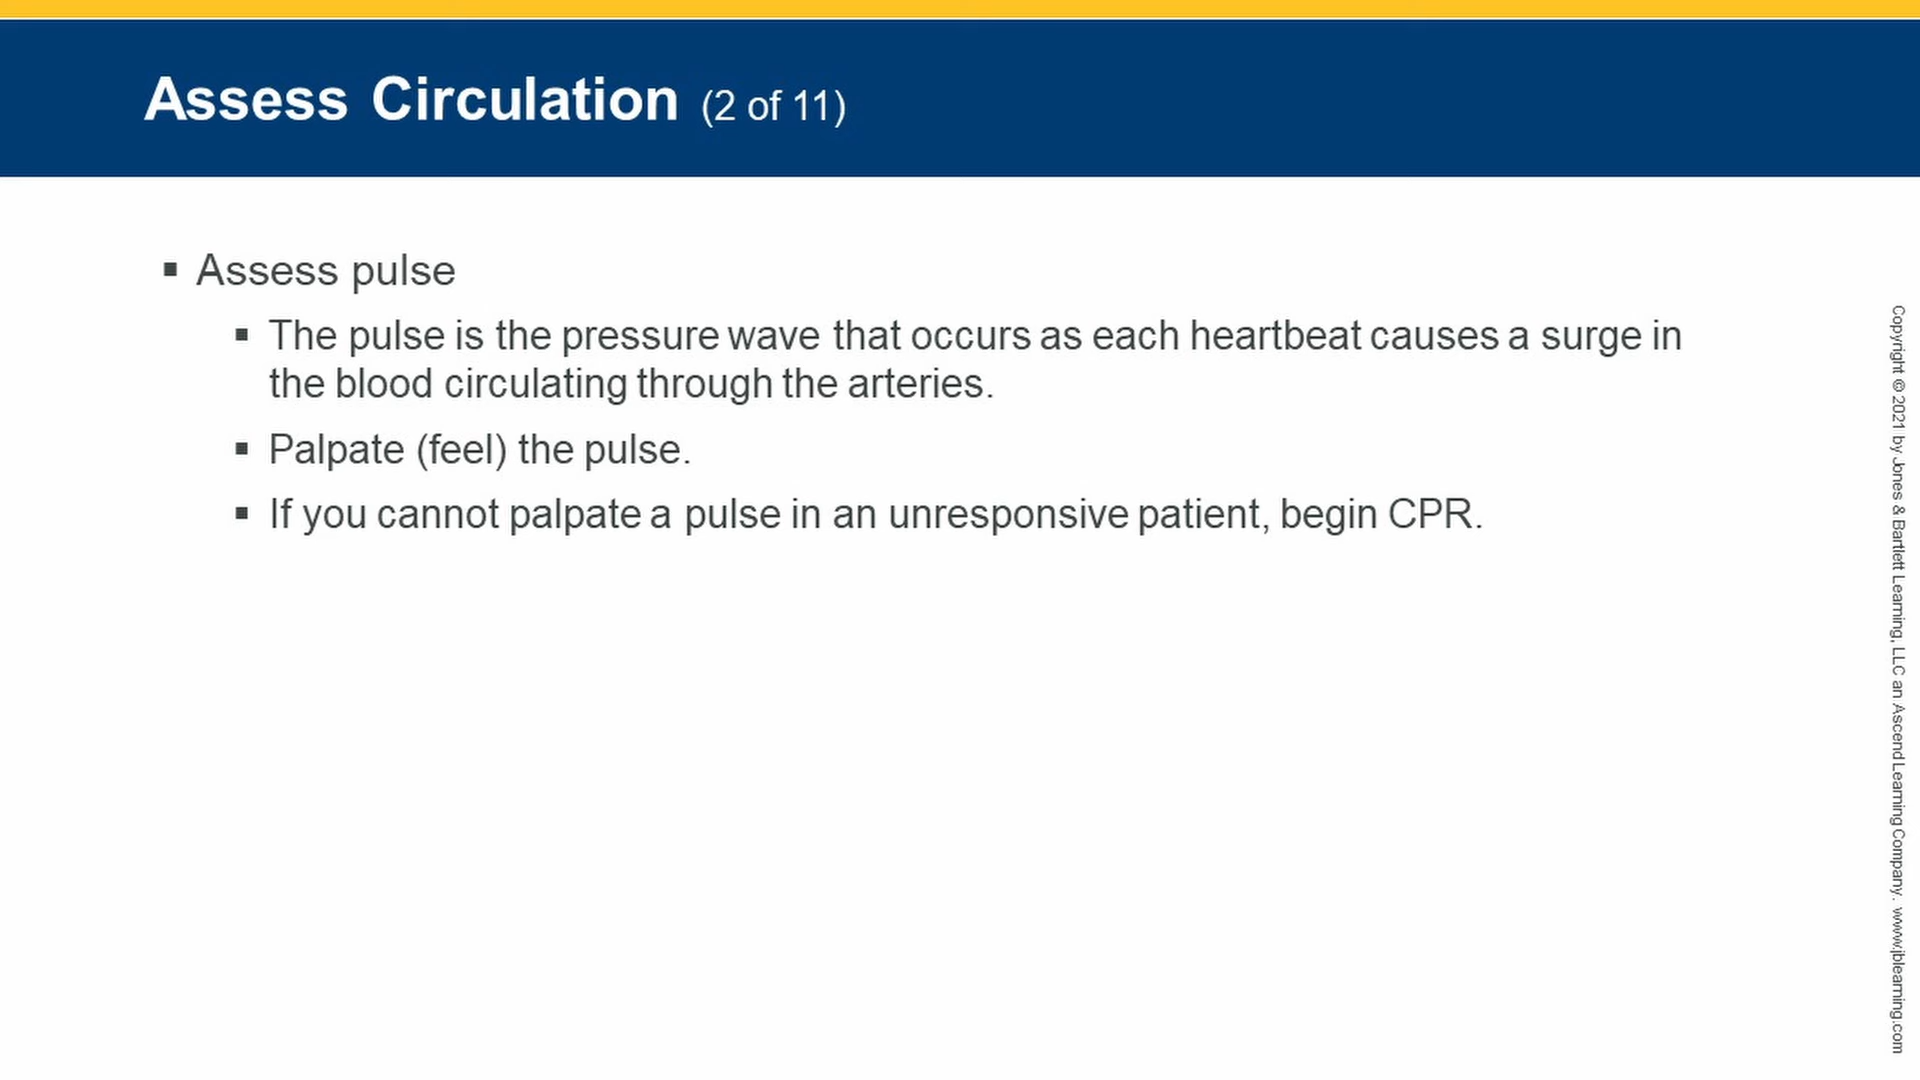 Assess Circulation (2 of 11)
▪ Assess pulse
▪ The pulse is the pressure wave that occurs as each heartbeat causes a surge in
the blood circulating through the arteries.
▪ Palpate (feel) the pulse.
▪ If you cannot palpate a pulse in an unresponsive patient, begin CPR.
Copyright © 2021 by Jones & Bartlett Learning, LLC an Ascend Learning Company. www.jblearning.com